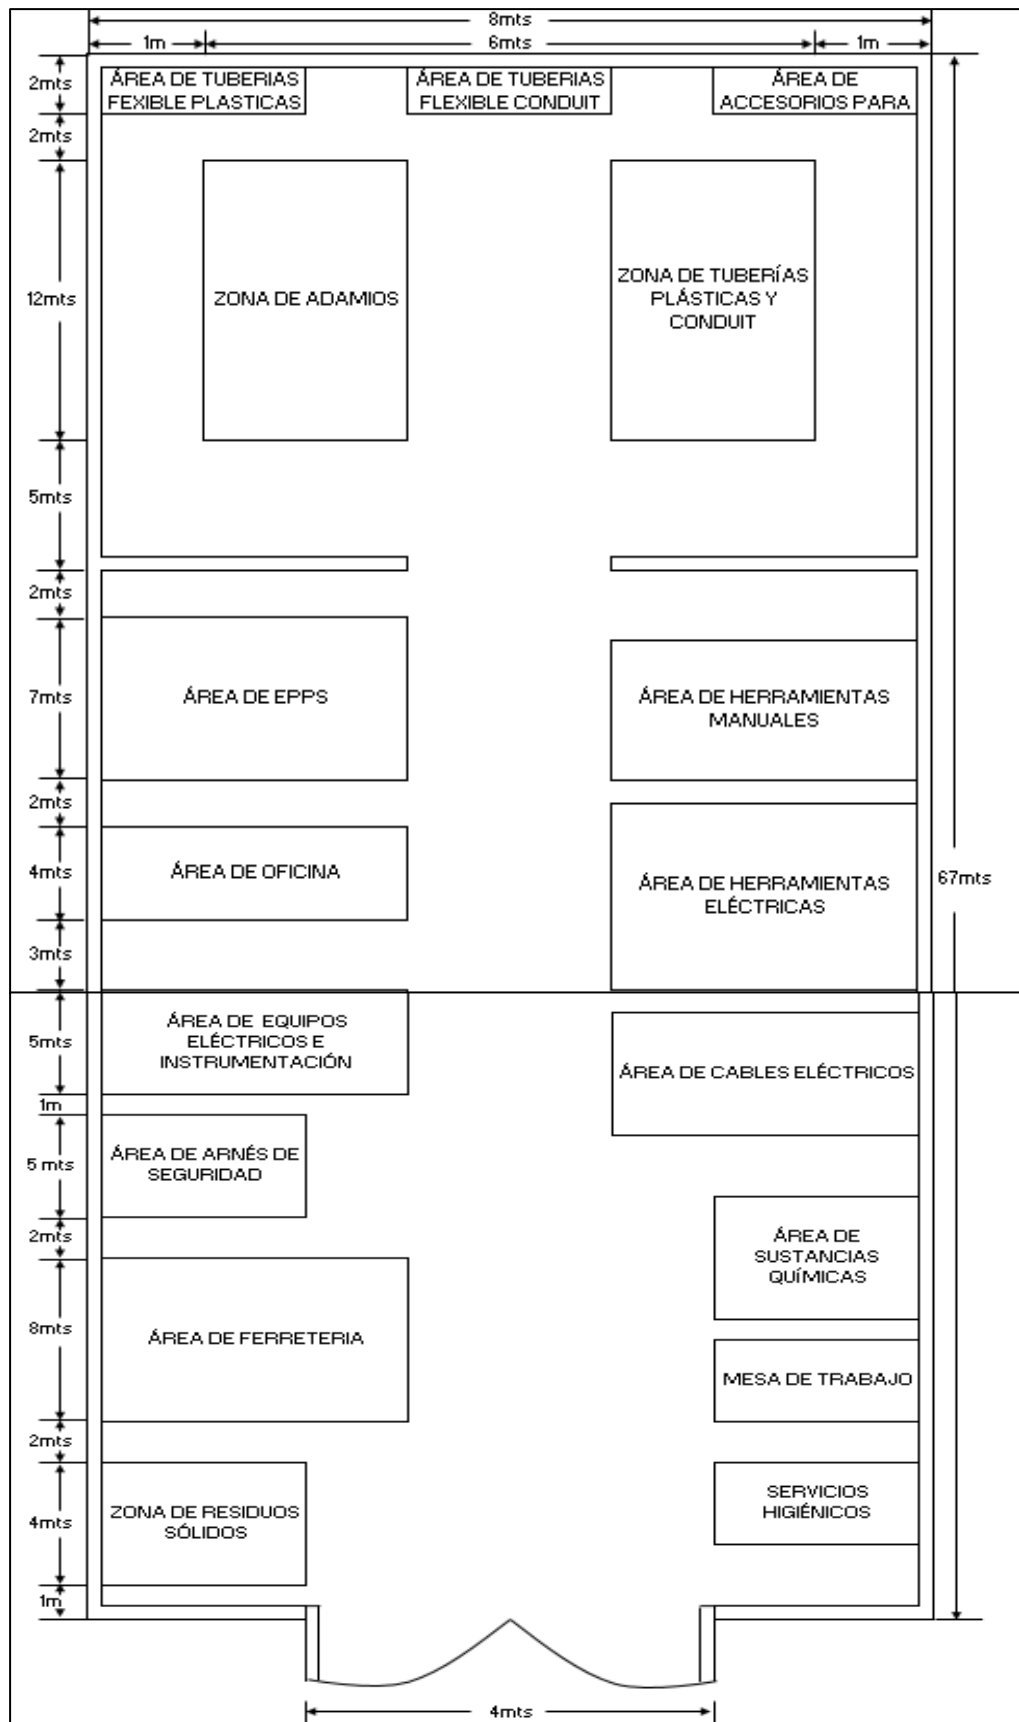 8mts
1m
6mts
1m
2mts
ÁREA DE TUBERIAS
FEXIBLE PLASTICAS
ÁREA DE TUBERIAS
FLEXIBLE CONDUIT
ÁREA DE
ACCESORIOS PARA
2mts
12mts
ZONA DE ADAMIOS
ZONA DE TUBERÍAS
PLÁSTICAS Y
CONDUIT
5mts
2mts
7mts
ÁREA DE EPPS
ÁREA DE HERRAMIENTAS
MANUALES
2mts
4mts
ÁREA DE OFICINA
ÁREA DE HERRAMIENTAS
ELÉCTRICAS
67mts
3mts
5mts
ÁREA DE EQUIPOS
ELÉCTRICOS E
INSTRUMENTACIÓN
ÁREA DE CABLES ELÉCTRICOS
1m
5 mts
ÁREA DE ARNÉS DE
SEGURIDAD
2mts
ÁREA DE
SUSTANCIAS
QUÍMICAS
8mts
ÁREA DE FERRETERIA
MESA DE TRABAJO
2mts
4mts
ZONA DE RESIDUOS
SÓLIDOS
SERVICIOS
HIGIÉNICOS
1m
4mts